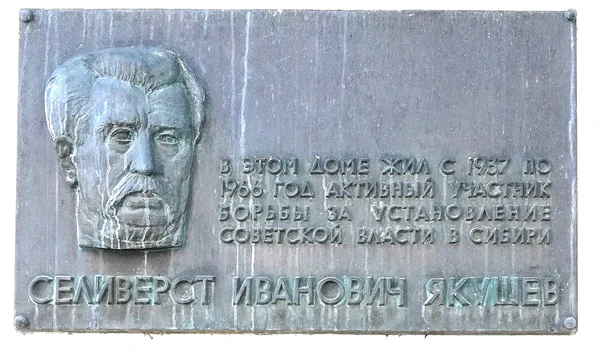 В ЭТОМ ДОМЕ ЖИЛ С 1937 ПО
1966 ГОД АКТИВНЫЙ УЧАСТНИК
БОРЬБЫ ЗА УСТАНОВЛЕНИЕ
СОВЕТСКОЙ ВЛАСТИ В СИБИРИ
СЕЛИВЕРСТ ИВАНОВИЧ ЯКУШЕВ